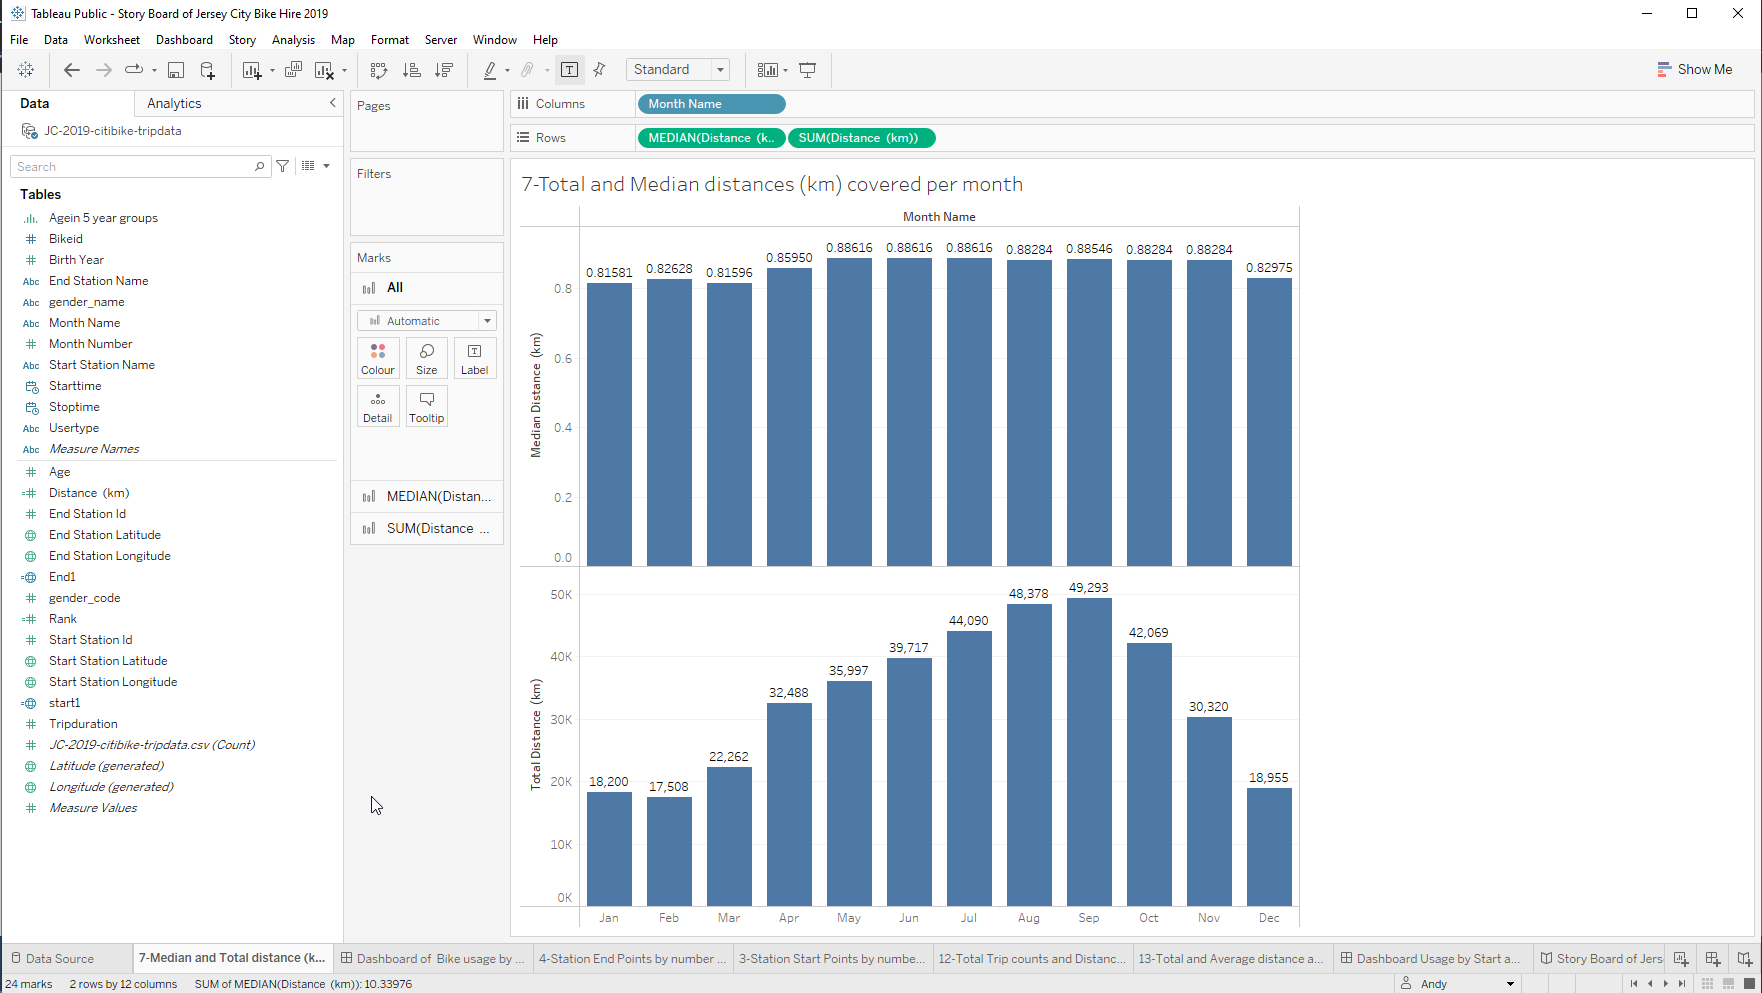 Tableau Public - Story Board of Jersey City Bike Hire 2019
File Data Worksheet Dashboard Story Analysis Map Format Server Window Help
Standard
Show Me
Data Analytics
JC-2019-citibike-tripdata
Search
Tables
Agein 5 year groups
Bikeid
Birth Year
Abc End Station Name
Abc gender_name
Abc Month Name
Month Number
Abc Start Station Name
Starttime
Stoptime
Abc Usertype
Abc Measure Names
Age
Distance (km)
End Station Id
End Station Latitude
End Station Longitude
End1
gender_code
Rank
Start Station Id
Start Station Latitude
Start Station Longitude
start1
Tripduration
JC-2019-citibike-tripdata.csv (Count)
Latitude (generated)
Longitude (generated)
Measure Values
Pages
Filters
Marks
All
Automatic
Colour Size Label
Detail Tooltip
MEDIAN(Distan...
SUM(Distance ...
Columns Month Name
Rows MEDIAN(Distance (k.. SUM(Distance (km))
7-Total and Median distances (km) covered per month
Month Name
Median Distance (km)
0.8
0.6
0.4
0.2
0.0
0.81581 0.82628 0.81596 0.85950 0.88616 0.88616 0.88616 0.88284 0.88546 0.88284 0.88284 0.82975
Total Distance (km)
50K
40K
30K
20K
10K
0K
18,200 17,508 22,262 32,488 35,997 39,717 44,090 48,378 49,293 42,069 30,320 18,955
Jan Feb Mar Apr May Jun Jul Aug Sep Oct Nov Dec
Data Source 7-Median and Total distance (k... Dashboard of Bike usage by ... 4-Station End Points by number ... 3-Station Start Points by numbe... 12-Total Trip counts and Distanc... 13-Total and Average distance a... Dashboard Usage by Start a... Story Board of Jers
24 marks 2 rows by 12 columns SUM of MEDIAN(Distance (km)): 10.33976 Andy